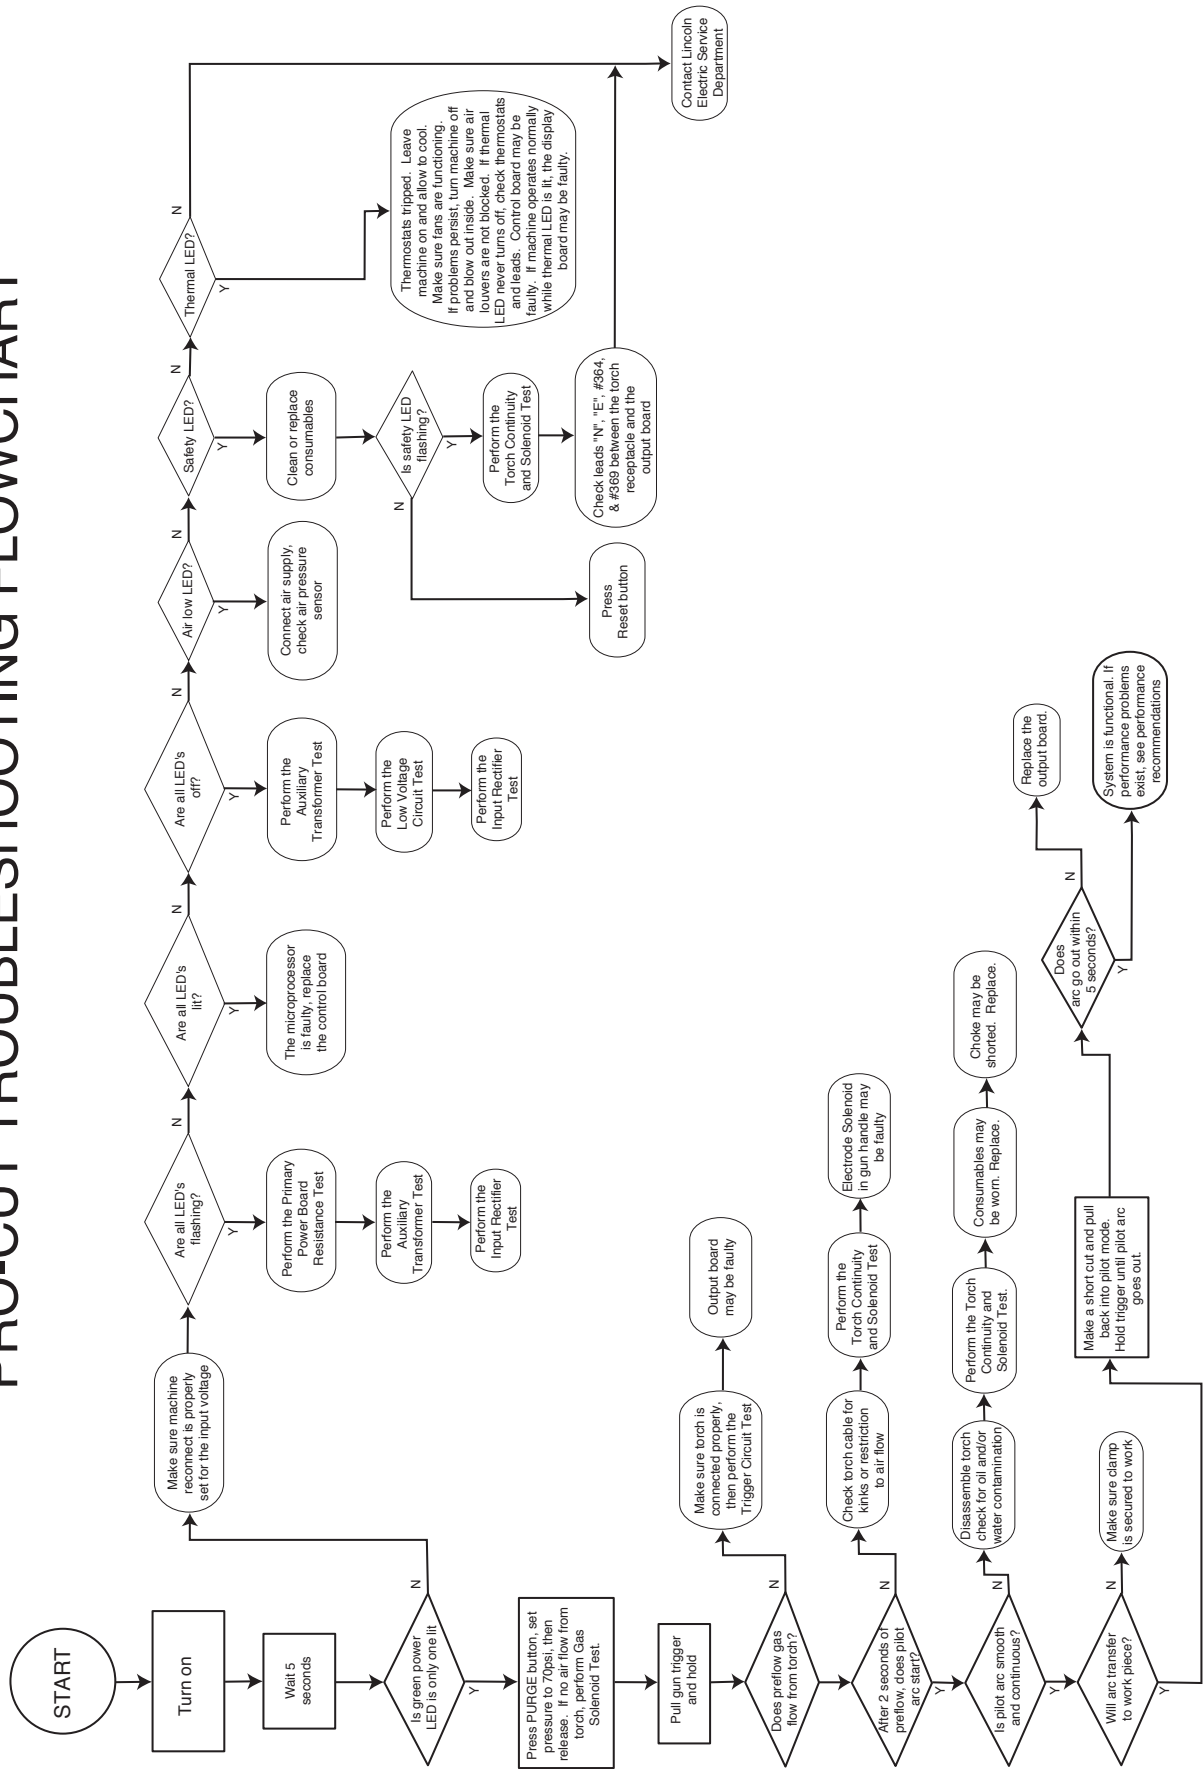 PRO-CUT TROUBLESHOOTING FLOWCHART
START
Turn on
Wait 5
seconds
Is green power
LED is only one lit
N
Y
Make sure machine
reconnect is properly
set for the input voltage
Are all LED's
flashing?
N
Y
Perform the Primary
Power Board
Resistance Test
Perform the
Auxiliary
Transformer Test
Perform the
Input Rectifier
Test
Are all LED's
lit?
N
Y
The microprocessor
is faulty, replace
the control board
Are all LED's
off?
N
Y
Perform the
Auxiliary
Transformer Test
Perform the
Low Voltage
Circuit Test
Perform the
Input Rectifier
Test
Air low LED?
N
Y
Connect air supply,
check air pressure
sensor
Safety LED?
N
Y
Clean or replace
consumables
Is safety LED
flashing?
N
Y
Press
Reset button
Perform the
Torch Continuity
and Solenoid Test
Check leads "N", "E", #364,
& #369 between the torch
receptacle and the
output board
Thermal LED?
N
Y
Thermostats tripped. Leave
machine on and allow to cool.
Make sure fans are functioning.
If problems persist, turn machine off
and blow out inside. Make sure air
louvers are not blocked. If thermal
LED never turns off, check thermostats
and leads. Control board may be
faulty. If machine operates normally
while thermal LED is lit, the display
board may be faulty.
Contact Lincoln
Electric Service
Department
Press PURGE button, set
pressure to 70psi, then
release. If no air flow from
torch, perform Gas
Solenoid Test.
Pull gun trigger
and hold
Does preflow gas
flow from torch?
N
Make sure torch is
connected properly,
then perform the
Trigger Circuit Test
Output board
may be faulty
After 2 seconds of
preflow, does pilot
arc start?
N
Y
Check torch cable for
kinks or restriction
to air flow
Perform the
Torch Continuity
and Solenoid Test
Electrode Solenoid
in gun handle may
be faulty
Is pilot arc smooth
and continuous?
N
Y
Disassemble torch
check for oil and/or
water contamination
Perform the Torch
Continuity and
Solenoid Test.
Consumables may
be worn. Replace.
Choke may be
shorted. Replace.
Will arc transfer
to work piece?
N
Y
Make sure clamp
is secured to work
Make a short cut and pull
back into pilot mode.
Hold trigger until pilot arc
goes out.
Does
arc go out within
5 seconds?
N
Y
Replace the
output board.
System is functional. If
performance problems
exist, see performance
recommendations